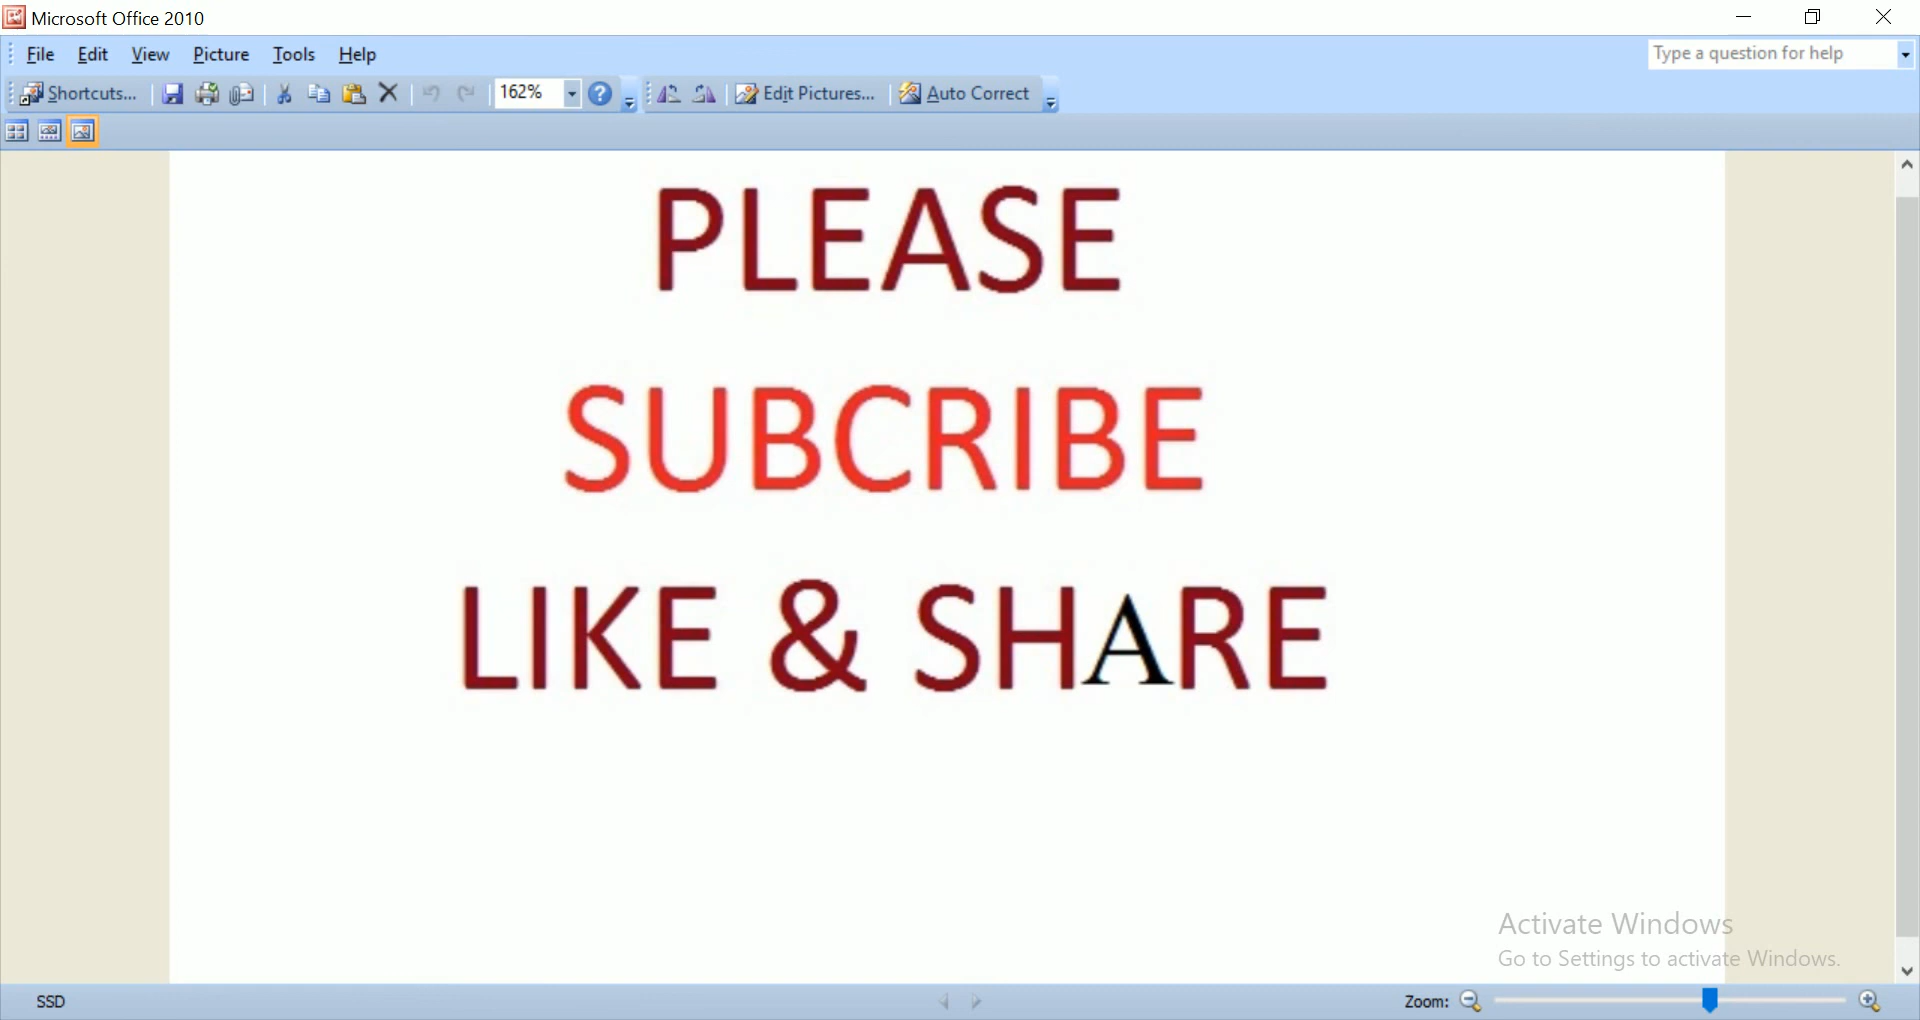 Microsoft Office 2010
File Edit View Picture Tools Help
Type a question for help
Shortcuts... 162% Edit Pictures... Auto Correct
PLEASE
SUBCRIBE
LIKE & SHARE
Activate Windows
Go to Settings to activate Windows.
SSD
Zoom: